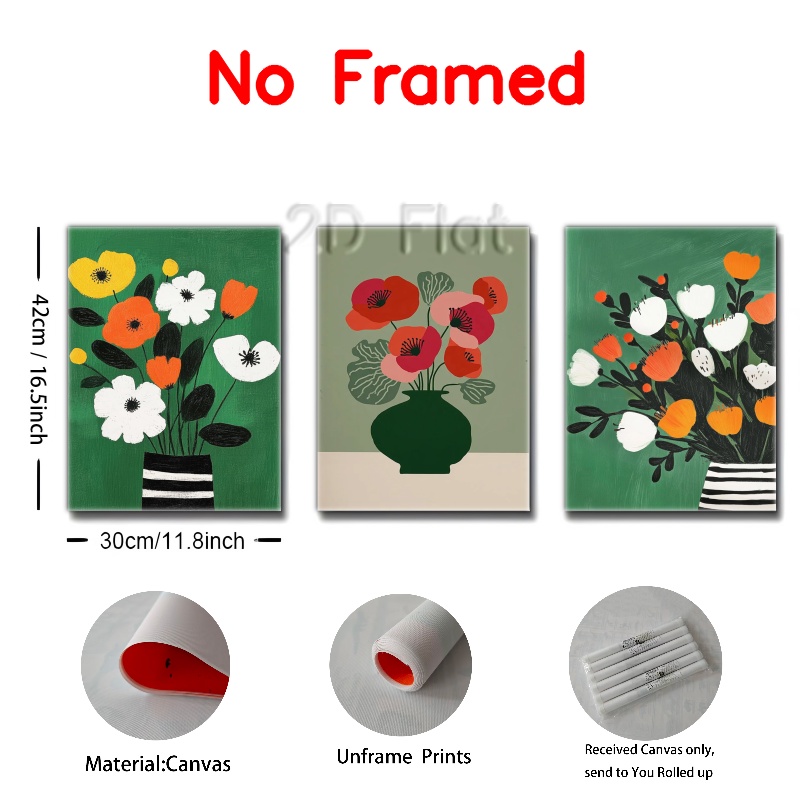 No Framed
2.D Flat
42cm / 16.5inch
30cm/11.8inch
Material:Canvas
Unframe Prints
Received Canvas only,
send to You Rolled up